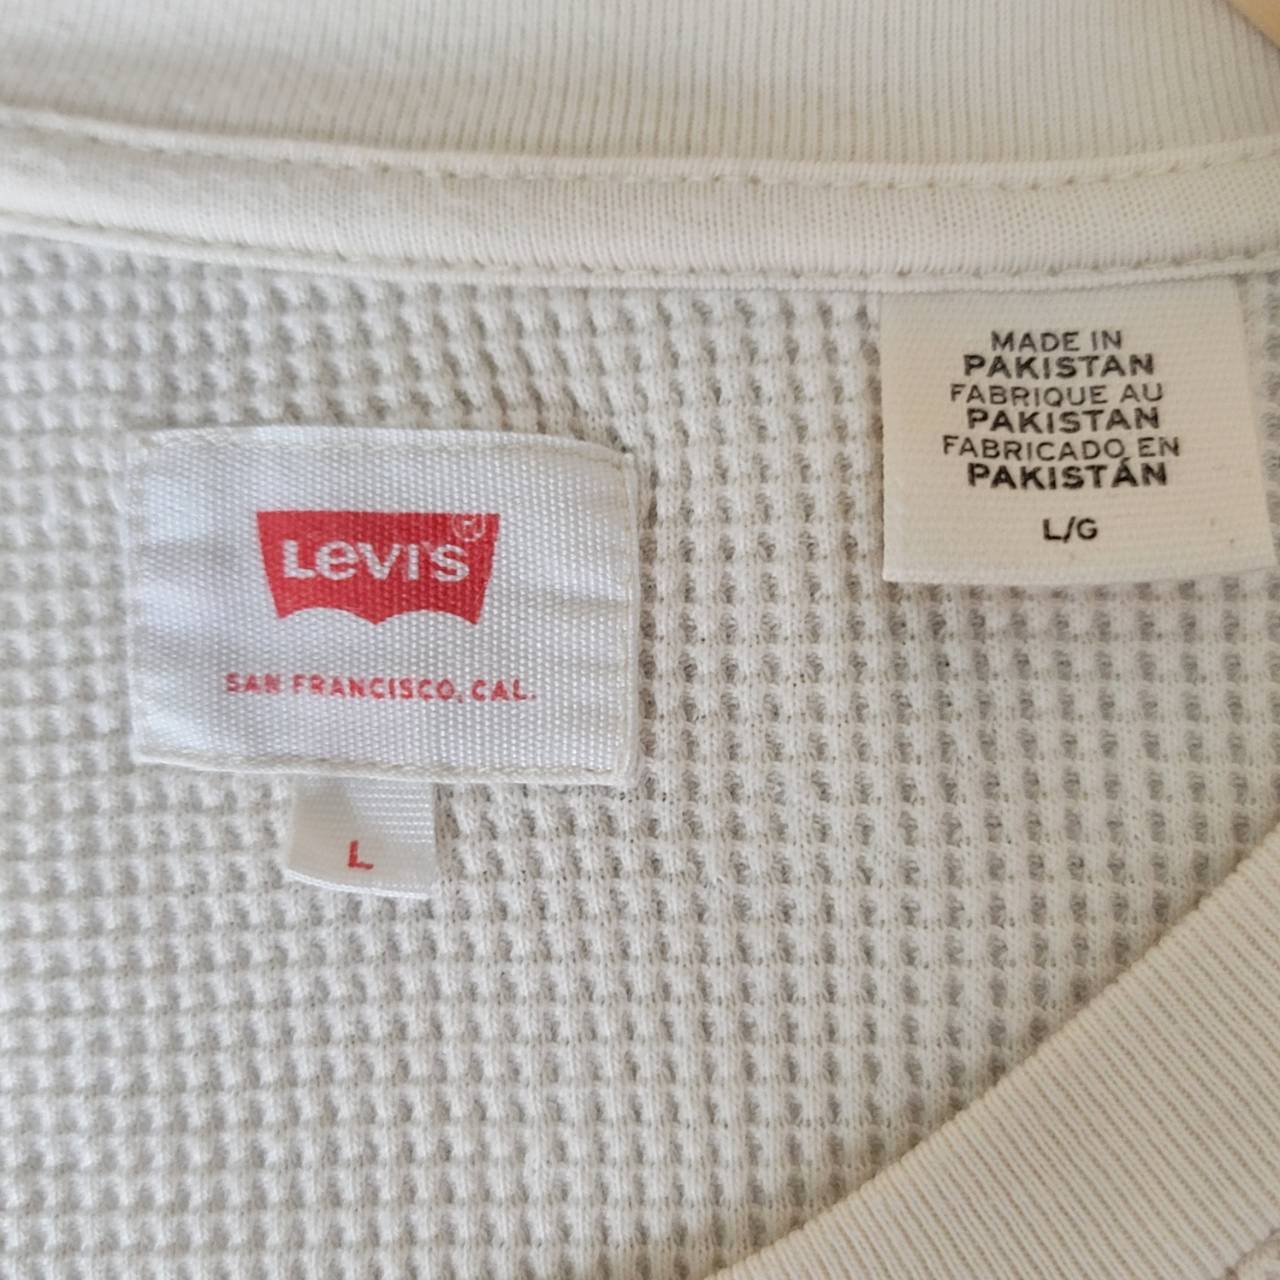 LEVI'S®
SAN FRANCISCO, CAL.
L
MADE IN
PAKISTAN
FABRIQUE AU
PAKISTAN
FABRICADO EN
PAKISTÁN
L/G